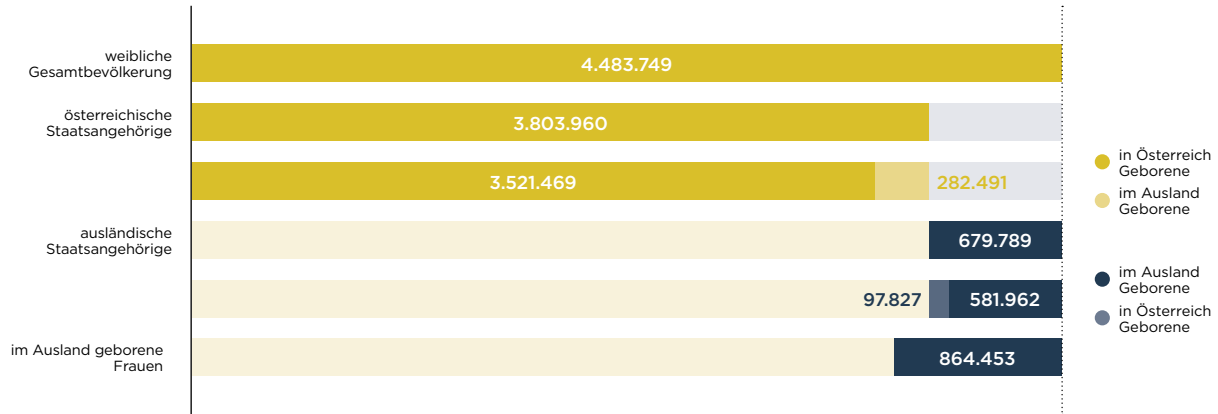 weibliche
Gesamtbevölkerung
4.483.749
österreichische
Staatsangehörige
3.803.960
3.521.469
282.491
ausländische
Staatsangehörige
679.789
97.827
581.962
im Ausland geborene
Frauen
864.453
in Österreich
Geborene
im Ausland
Geborene
im Ausland
Geborene
in Österreich
Geborene